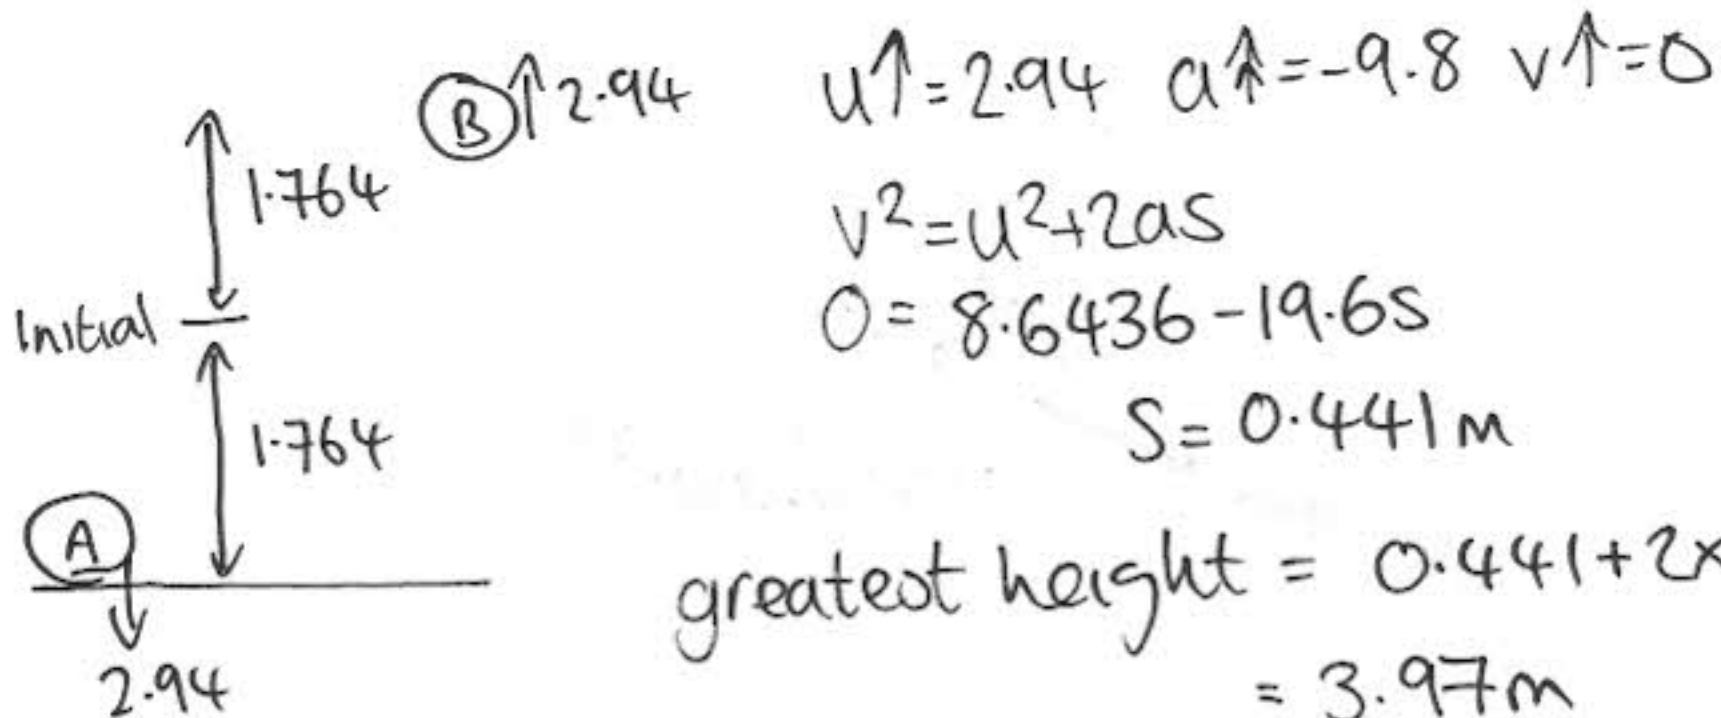 B ↑ 2.94
1.764
Initial
1.764
A
2.94
u↑=2.94 a↑=-9.8 v↑=0
v²=u²+2as
0= 8.6436-19.6s
S= 0.441m
greatest height = 0.441+2x
= 3.97m